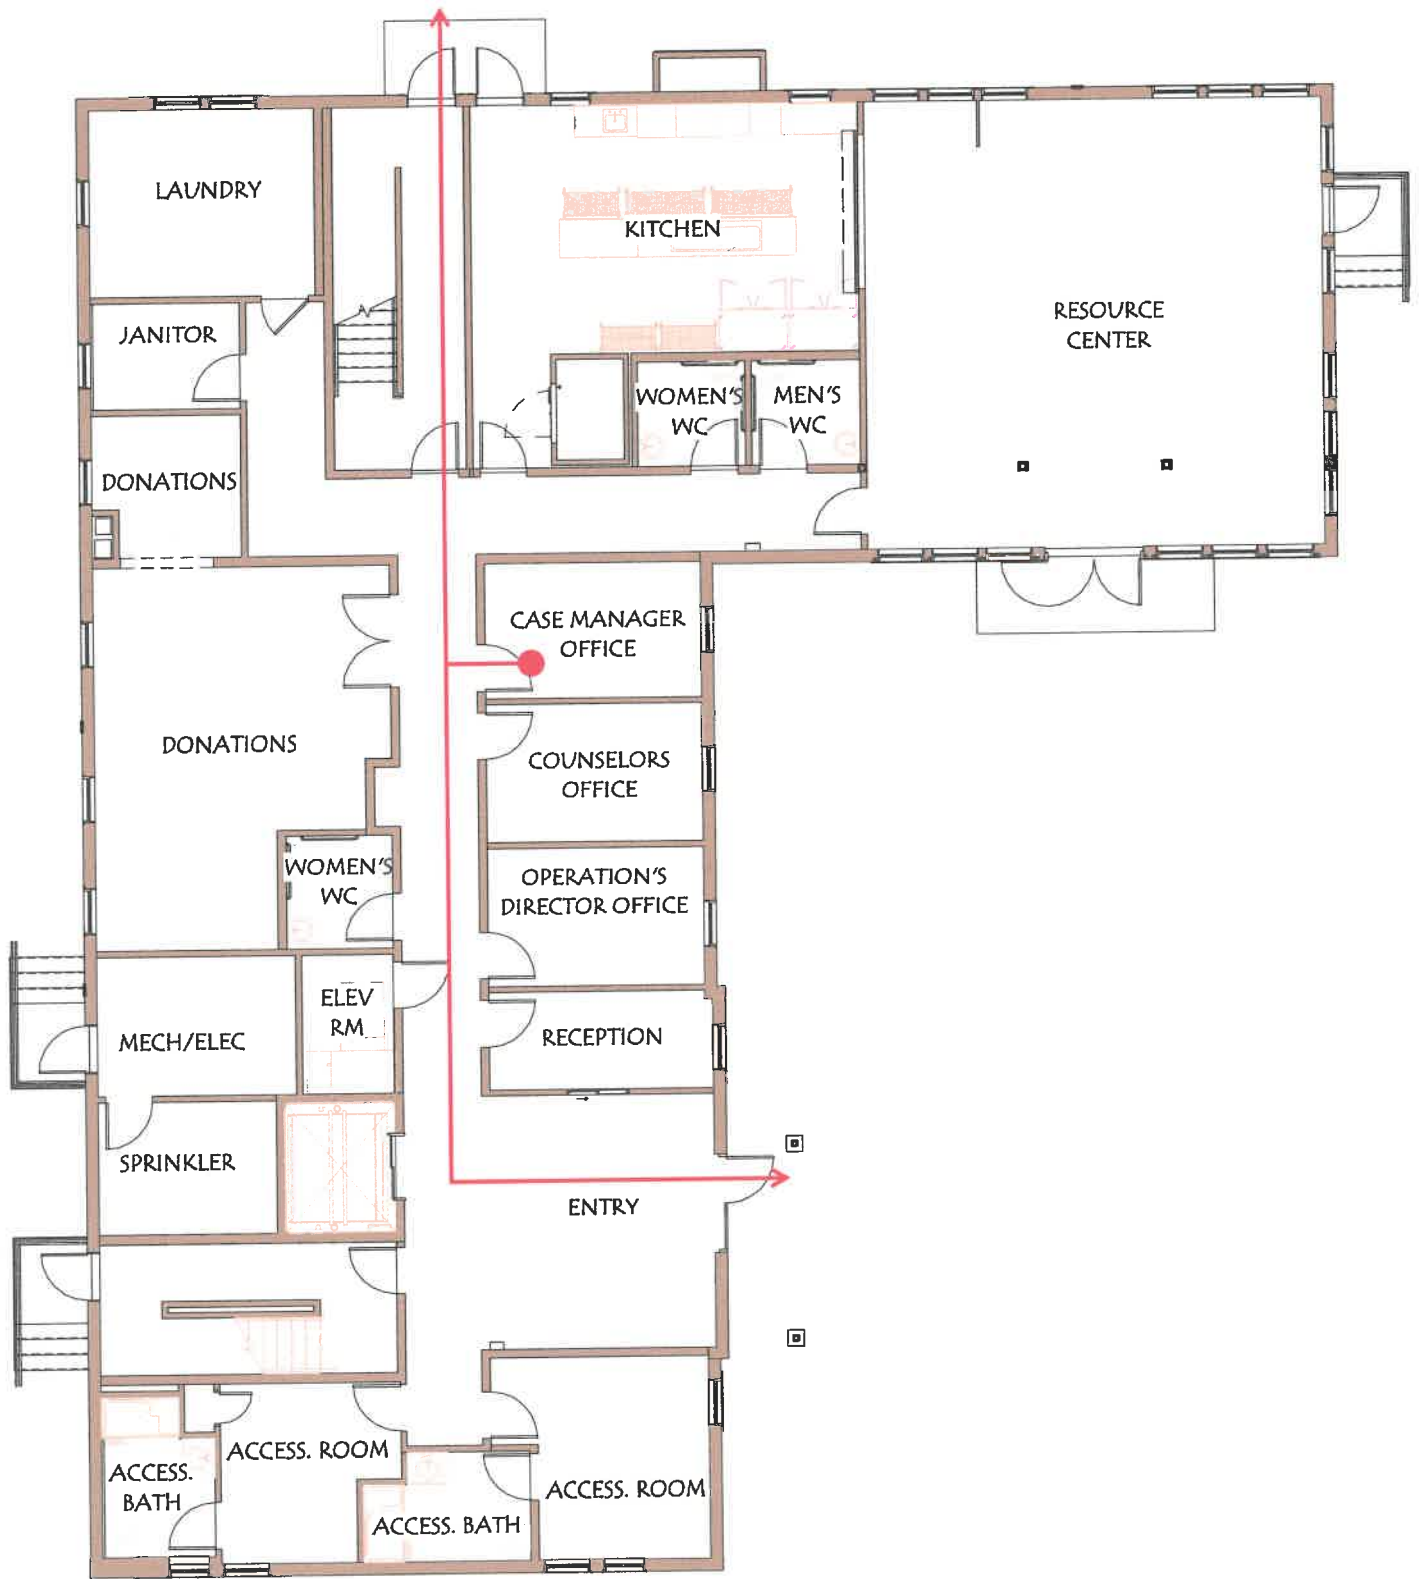 LAUNDRY
KITCHEN
RESOURCE
CENTER
JANITOR
WOMEN'S
WC
MEN'S
WC
DONATIONS
CASE MANAGER
OFFICE
DONATIONS
COUNSELORS
OFFICE
WOMEN'S
WC
OPERATION'S
DIRECTOR OFFICE
ELEV
RM
MECH/ELEC
RECEPTION
SPRINKLER
ENTRY
ACCESS. ROOM
ACCESS.
BATH
ACCESS. BATH
ACCESS. ROOM